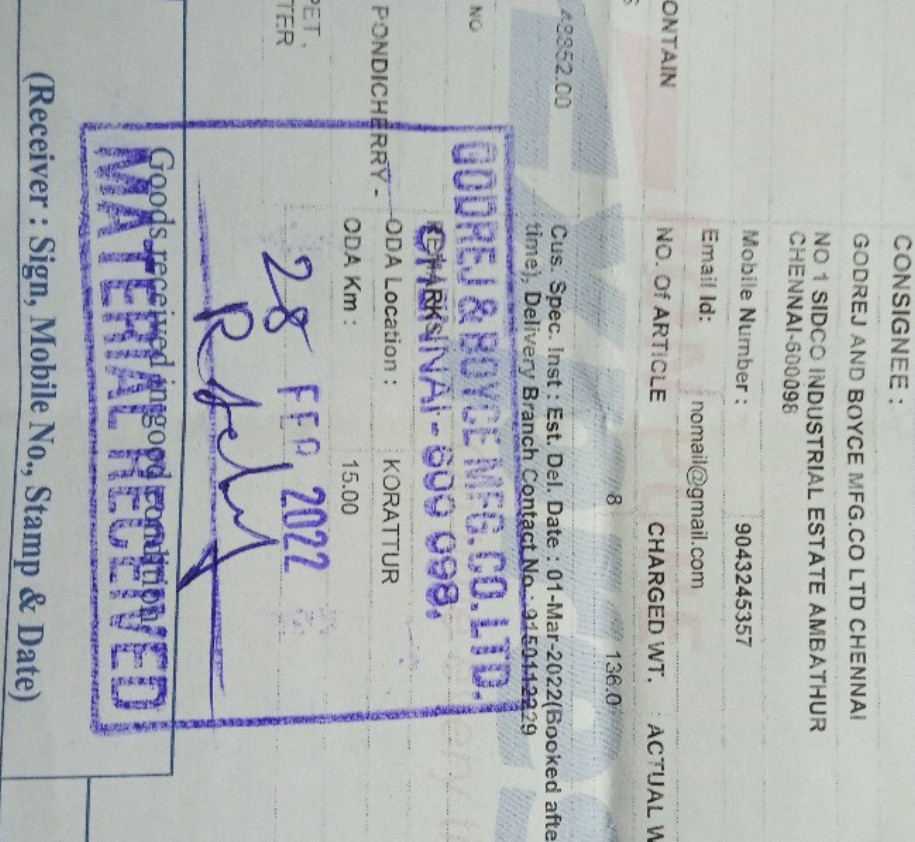 CONSIGNEE :
GODREJ AND BOYCE MFG.CO LTD CHENNAI
NO 1 SIDCO INDUSTRIAL ESTATE AMBATHUR
CHENNAI-600098
Mobile Number : 9043245357
Email Id: nomail@gmail.com
ONTAIN NO. Of ARTICLE CHARGED WT. ACTUAL W
S
8 136.0
48352.00 Cus. Spec. Inst : Est. Del. Date : 01-Mar-2022(Booked afte
time), Delivery Branch Contact No : 9150112229
NO
GODREJ & BOYCE MFG. CO. LTD.
REMARKS
CHENNAI - 600 098.
PONDICHERRY - ODA Location : KORATTUR
ODA Km : 15.00
PET,
TER
28 FEB 2022
Goods received in good condition
MATERIAL RECEIVED
(Receiver : Sign, Mobile No., Stamp & Date)